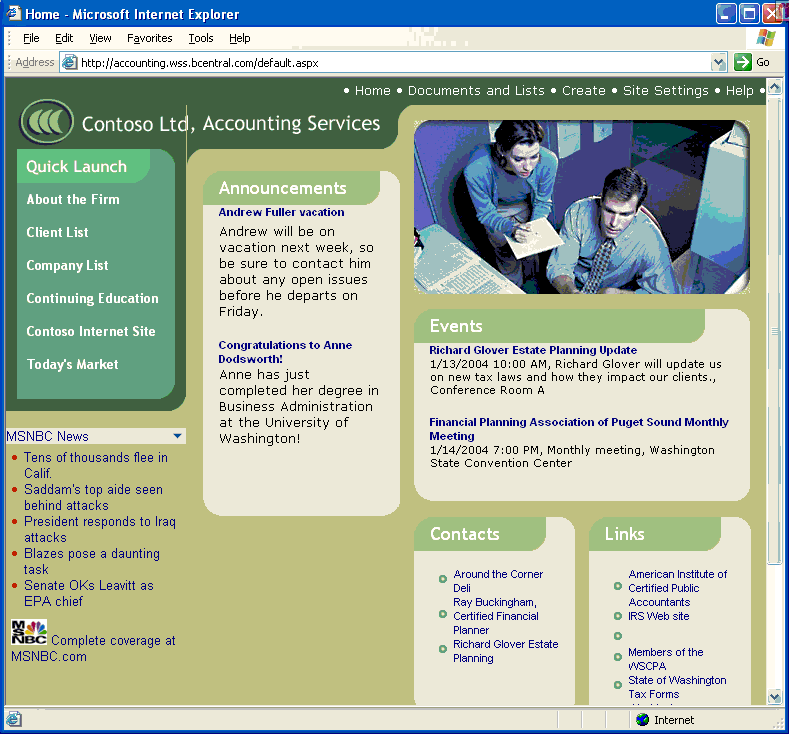 Home - Microsoft Internet Explorer
File Edit View Favorites Tools Help
Address http://accounting.wss.bcentral.com/default.aspx Go
• Home • Documents and Lists • Create • Site Settings • Help •
Contoso Ltd, Accounting Services
Quick Launch
About the Firm
Client List
Company List
Continuing Education
Contoso Internet Site
Today's Market
MSNBC News
Tens of thousands flee in
Calif.
Saddam's top aide seen
behind attacks
President responds to Iraq
attacks
Blazes pose a daunting
task
Senate OKs Leavitt as
EPA chief
MSNBC Complete coverage at
MSNBC.com
Announcements
Andrew Fuller vacation
Andrew will be on
vacation next week, so
be sure to contact him
about any open issues
before he departs on
Friday.
Congratulations to Anne
Dodsworth!
Anne has just
completed her degree in
Business Administration
at the University of
Washington!
Events
Richard Glover Estate Planning Update
1/13/2004 10:00 AM, Richard Glover will update us
on new tax laws and how they impact our clients.,
Conference Room A
Financial Planning Association of Puget Sound Monthly
Meeting
1/14/2004 7:00 PM, Monthly meeting, Washington
State Convention Center
Contacts
Around the Corner
Deli
Ray Buckingham,
Certified Financial
Planner
Richard Glover Estate
Planning
Links
American Institute of
Certified Public
Accountants
IRS Web site
Members of the
WSCPA
State of Washington
Tax Forms
Internet